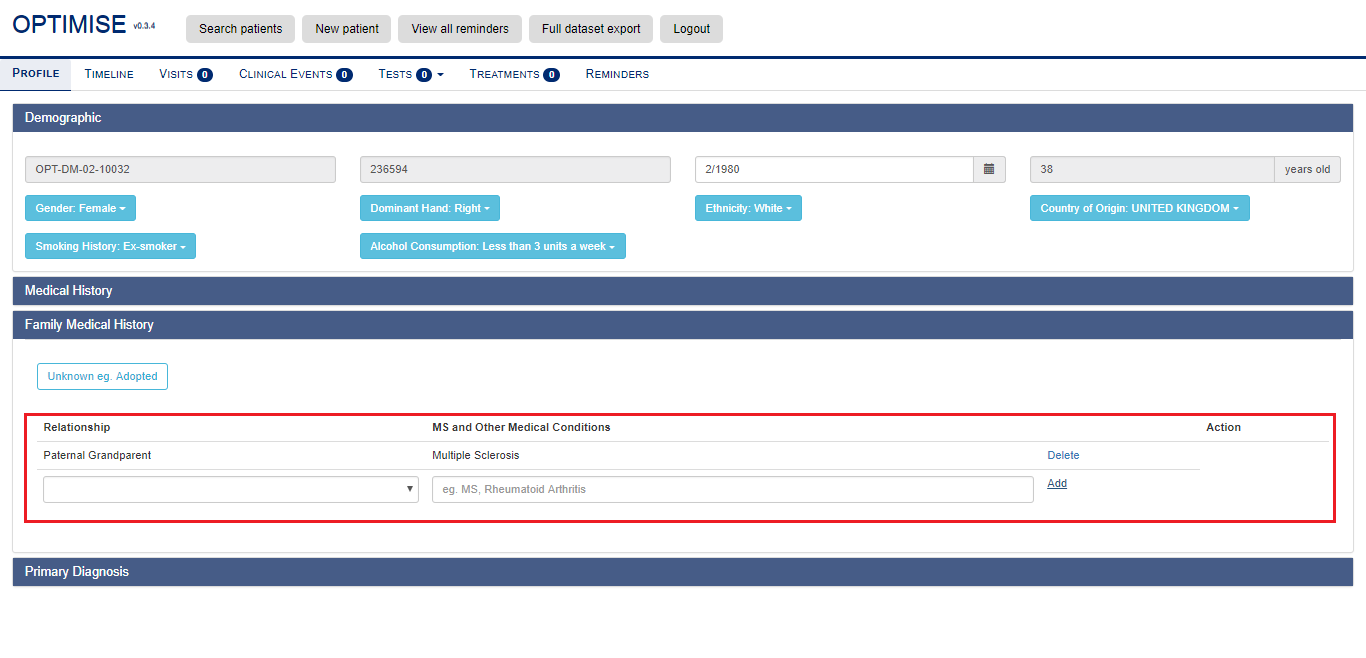 OPTIMISE v0.3.4 Search patients New patient View all reminders Full dataset export Logout
PROFILE TIMELINE VISITS 0 CLINICAL EVENTS 0 TESTS 0 TREATMENTS 0 REMINDERS
Demographic
OPT-DM-02-10032 236594 2/1980 38 years old
Gender: Female Dominant Hand: Right Ethnicity: White Country of Origin: UNITED KINGDOM
Smoking History: Ex-smoker Alcohol Consumption: Less than 3 units a week
Medical History
Family Medical History
Unknown eg. Adopted
Relationship MS and Other Medical Conditions Action
Paternal Grandparent Multiple Sclerosis Delete
eg. MS, Rheumatoid Arthritis Add
Primary Diagnosis